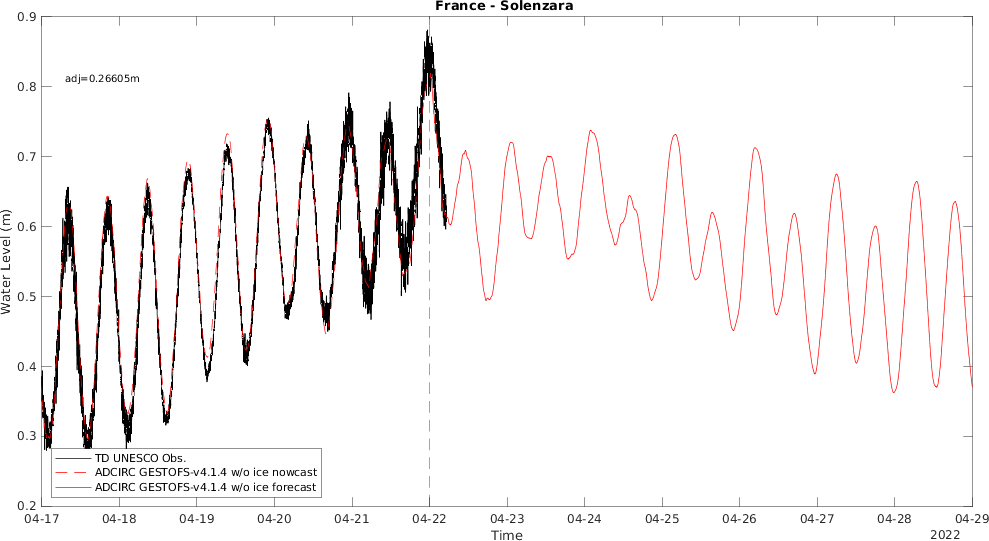 France - Solenzara
0.9
0.8
0.7
0.6
0.5
0.4
0.3
0.2
Water Level (m)
adj=0.26605m
TD UNESCO Obs.
ADCIRC GESTOFS-v4.1.4 w/o ice nowcast
ADCIRC GESTOFS-v4.1.4 w/o ice forecast
04-17 04-18 04-19 04-20 04-21 04-22 04-23 04-24 04-25 04-26 04-27 04-28 04-29
Time
2022